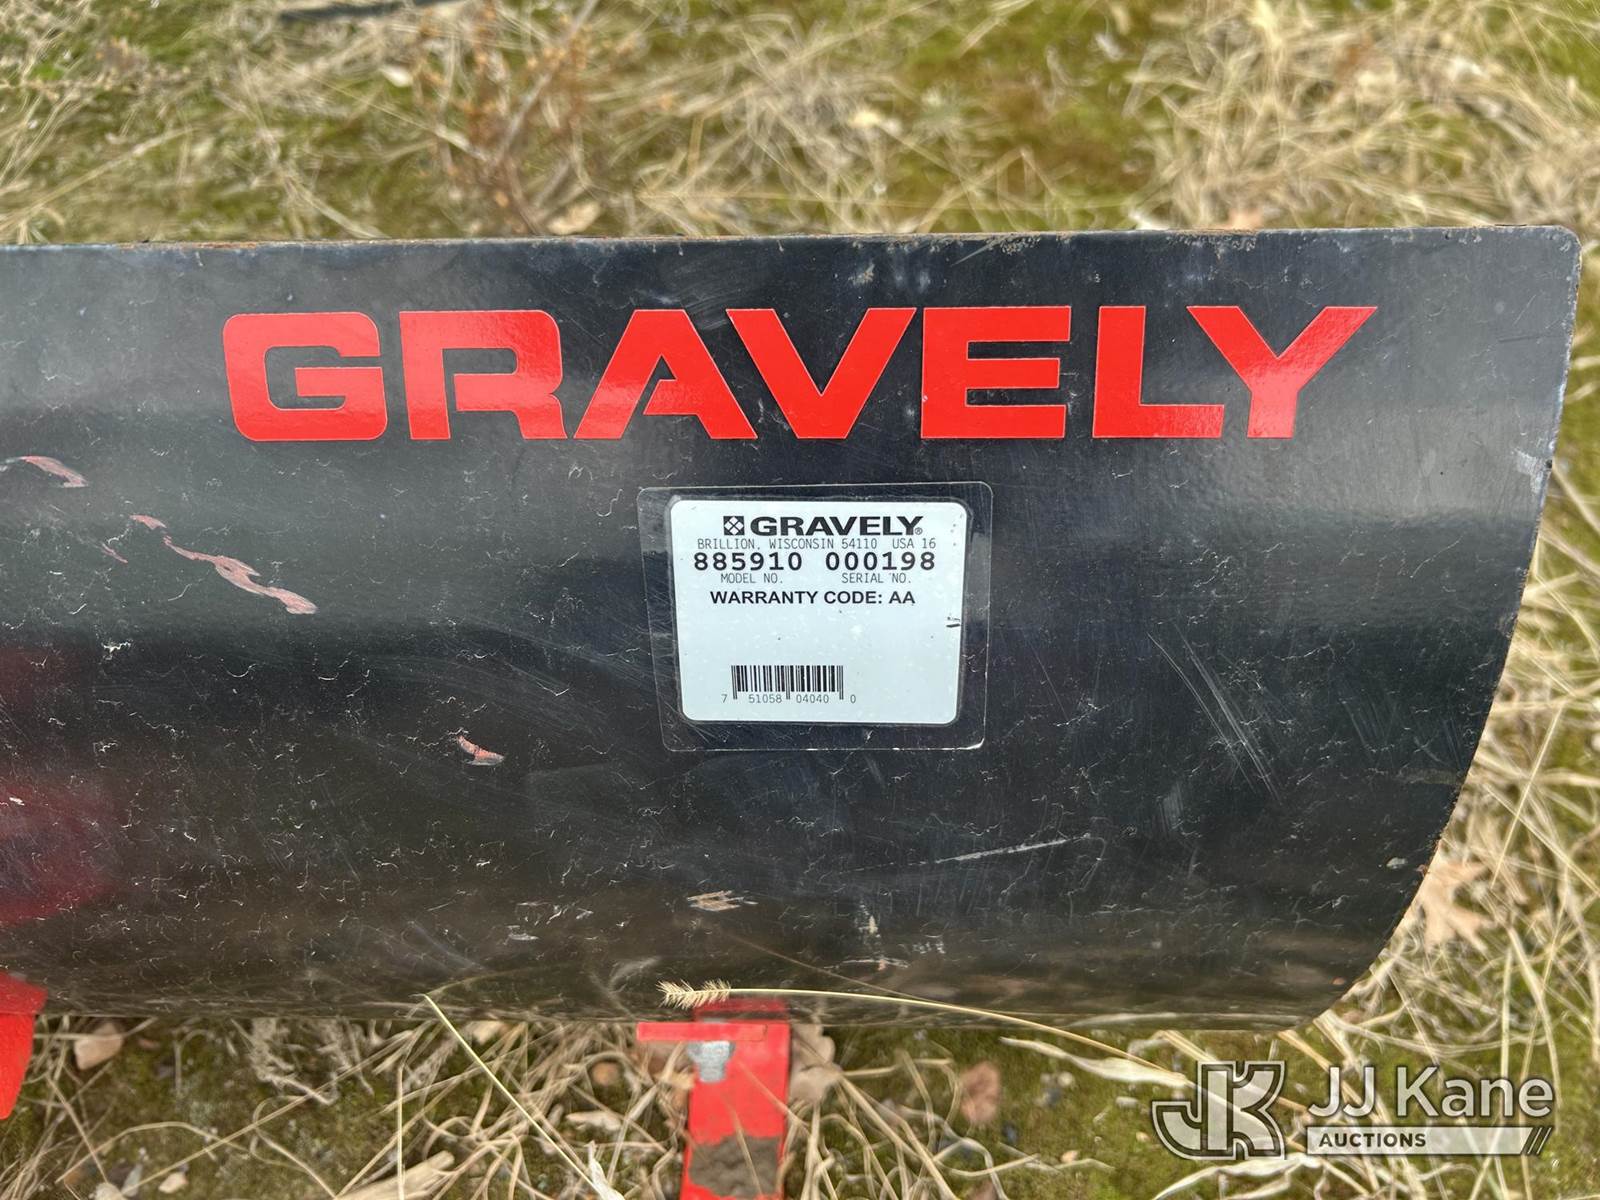 GRAVELY
GRAVELY®
BRILLION, WISCONSIN 54110 USA 16
885910 000198
MODEL NO. SERIAL NO.
WARRANTY CODE: AA
7 51058 04040 0
JK JJ Kane
AUCTIONS